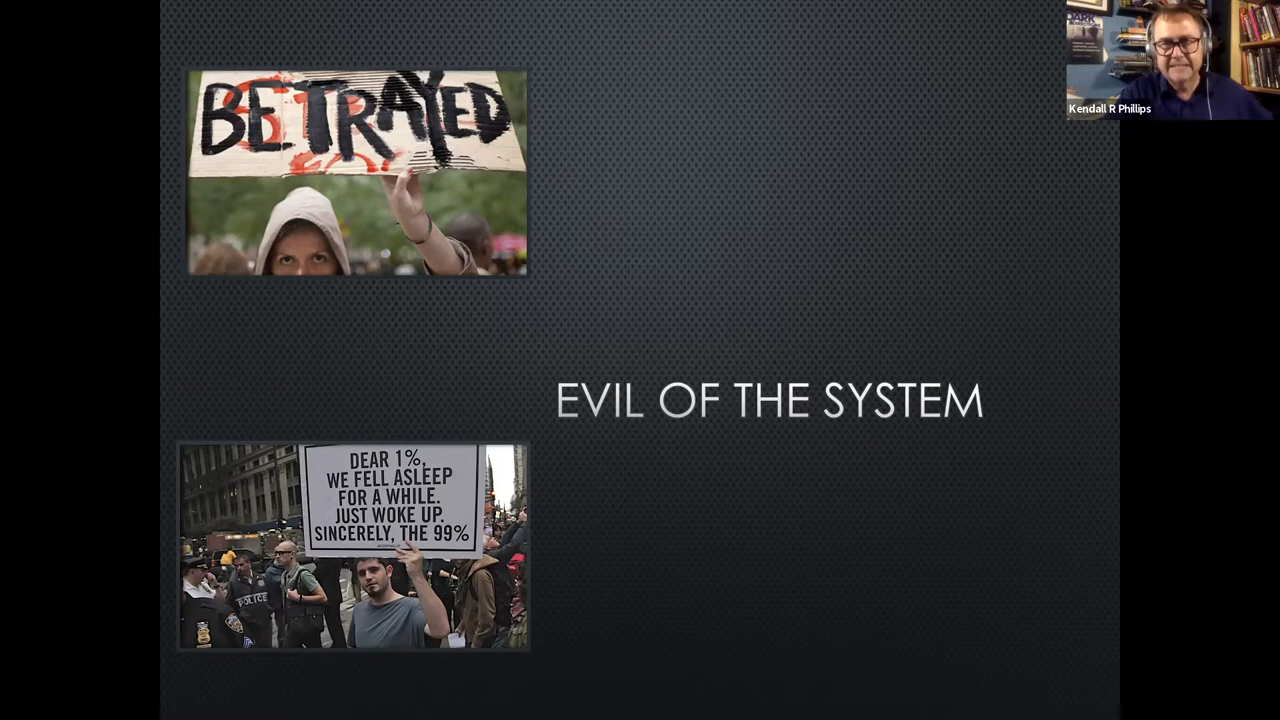 BETRAYED
EVIL OF THE SYSTEM
DEAR 1%,
WE FELL ASLEEP
FOR A WHILE.
JUST WOKE UP.
SINCERELY, THE 99%
POLICE
DARK
Kendall R Phillips